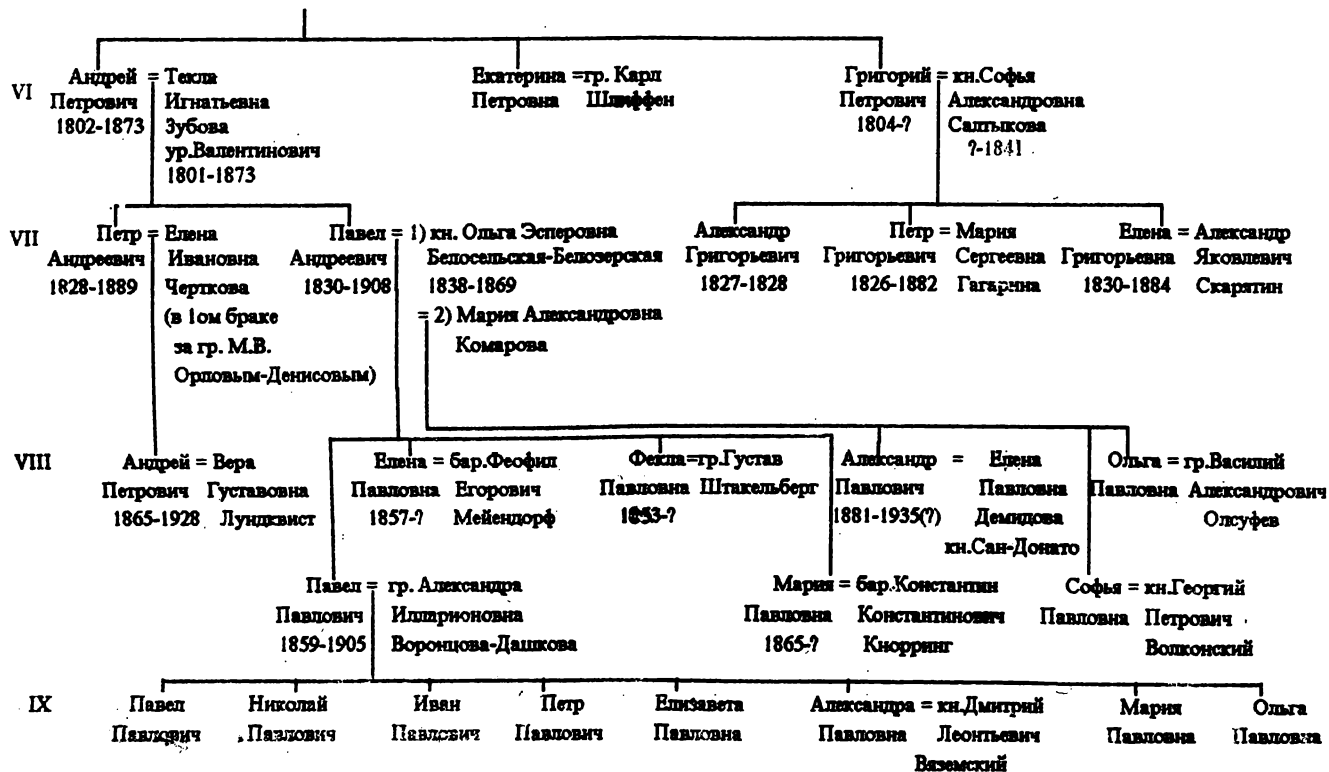 VI
Андрей = Текла
Петрович Игнатьевна
1802-1873 Зубова
ур.Валентинович
1801-1873
Екатерина =гр. Карл
Петровна Шлиффен
Григорий = кн.Софья
Петрович Александровна
1804-? Салтыкова
?-1841
VII
Петр = Елена
Андреевич Ивановна
1828-1889 Черткова
(в 1ом браке
за гр. М.В.
Орловым-Денисовым)
Павел = 1) кн. Ольга Эсперовна
Андреевич Белосельская-Белозерская
1830-1908 1838-1869
= 2) Мария Александровна
Комарова
Александр
Григорьевич
1827-1828
Петр = Мария
Григорьевич Сергеевна
1826-1882 Гагарина
Елена = Александр
Григорьевна Яковлевич
1830-1884 Скарятин
VIII
Андрей = Вера
Петрович Густавовна
1865-1928 Лундквист
Елена = бар.Феофил
Павловна Егорович
1857-? Мейендорф
Фекла=гр.Густав
Павловна Штакельберг
1853-?
Александр = Елена
Павлович Павловна
1881-1935(?) Демидова
кн.Сан-Донато
Ольга = гр.Василий
Павловна Александрович
Олсуфев
Павел = гр. Александра
Павлович Илларионовна
1859-1905 Воронцова-Дашкова
Мария = бар.Константин
Павловна Константинович
1865-? Кнорринг
Софья = кн.Георгий
Павловна Петрович
Волконский
IX
Павел
Павлович
Николай
Павлович
Иван
Павлович
Петр
Павлович
Елизавета
Павловна
Александра = кн.Дмитрий
Павловна Леонтьевич
Вяземский
Мария
Павловна
Ольга
Павловна